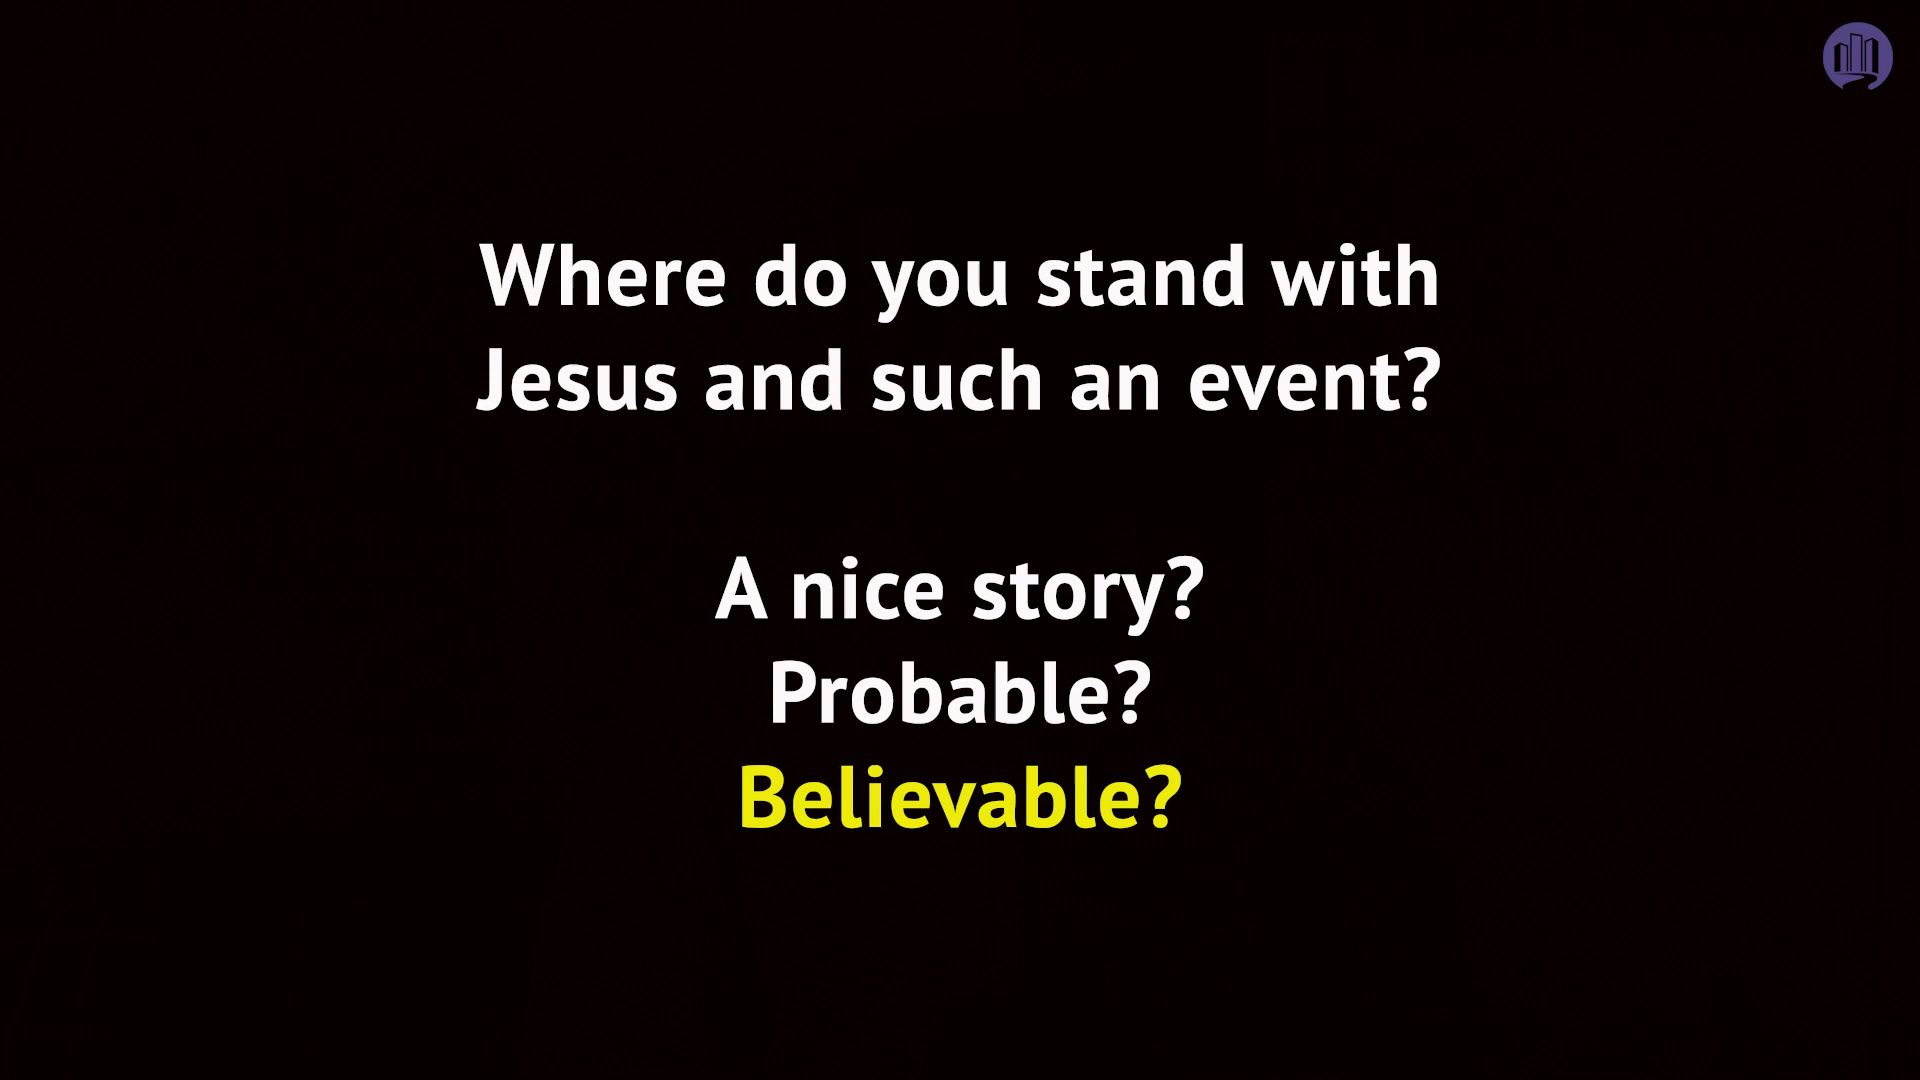 Where do you stand with
Jesus and such an event?
A nice story?
Probable?
Believable?